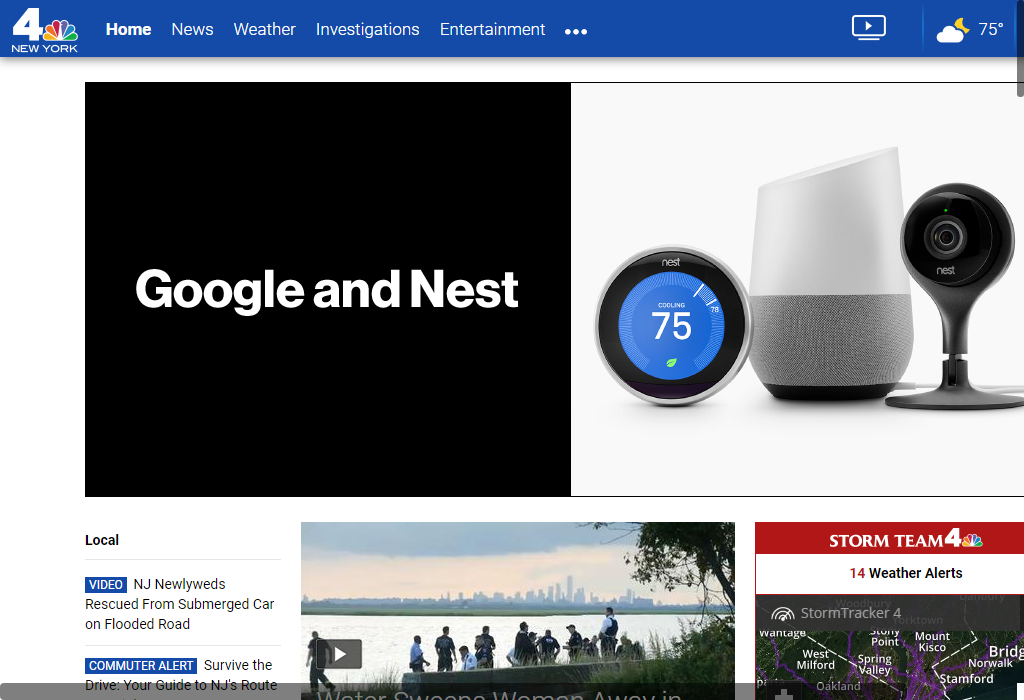 4
NEW YORK
Home News Weather Investigations Entertainment
75°
Google and Nest
nest
COOLING
75
78
nest
Local
VIDEO NJ Newlyweds
Rescued From Submerged Car
on Flooded Road
COMMUTER ALERT Survive the
Drive: Your Guide to NJ's Route
Water Sweeps Woman Away in
STORM TEAM 4
14 Weather Alerts
StormTracker 4
Woodbury
Danbury
Yorktown
Wantage
Stony
Point
Mount
Kisco
West
Milford
Spring
Valley
Bridg
Norwalk
Stamford
Oakland